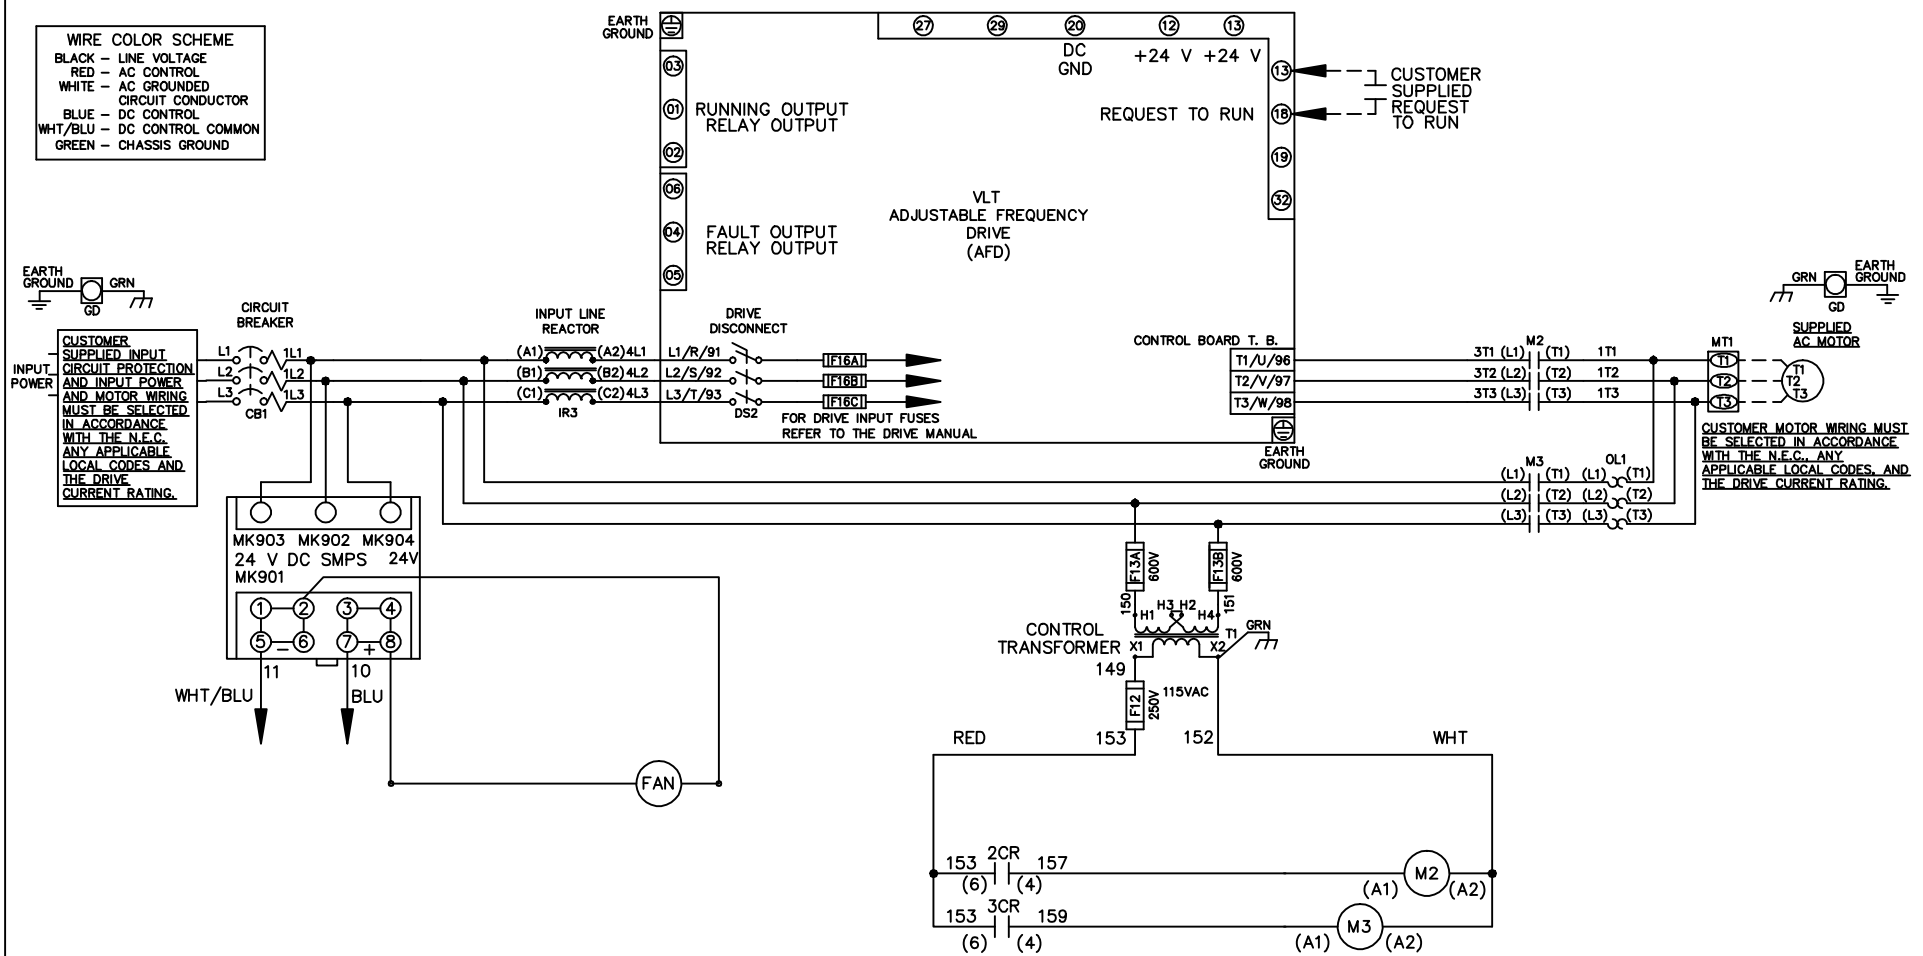 WIRE COLOR SCHEME
BLACK – LINE VOLTAGE
RED – AC CONTROL
WHITE – AC GROUNDED
CIRCUIT CONDUCTOR
BLUE – DC CONTROL
WHT/BLU – DC CONTROL COMMON
GREEN – CHASSIS GROUND
EARTH
GROUND
27
29
20
12
13
DC
GND
+24 V
+24 V
03
01
02
RUNNING OUTPUT
RELAY OUTPUT
06
04
05
FAULT OUTPUT
RELAY OUTPUT
REQUEST TO RUN
13
18
19
32
CUSTOMER
SUPPLIED
REQUEST
TO RUN
VLT
ADJUSTABLE FREQUENCY
DRIVE
(AFD)
EARTH
GROUND
GRN
GD
INPUT
POWER
CUSTOMER
SUPPLIED INPUT
CIRCUIT PROTECTION
AND INPUT POWER
AND MOTOR WIRING
MUST BE SELECTED
IN ACCORDANCE
WITH THE N.E.C.
ANY APPLICABLE
LOCAL CODES AND
THE DRIVE
CURRENT RATING.
CIRCUIT
BREAKER
L1
1L1
L2
1L2
L3
1L3
CB1
INPUT LINE
REACTOR
(A1)
(A2) 4L1
(B1)
(B2) 4L2
(C1)
(C2) 4L3
IR3
DRIVE
DISCONNECT
L1/R/91
L2/S/92
L3/T/93
DS2
F16A
F16B
F16C
FOR DRIVE INPUT FUSES
REFER TO THE DRIVE MANUAL
CONTROL BOARD T. B.
T1/U/96
T2/V/97
T3/W/98
EARTH
GROUND
M2
3T1 (L1)
(T1)
1T1
3T2 (L2)
(T2)
1T2
3T3 (L3)
(T3)
1T3
MT1
T1
T2
T3
GRN
EARTH
GROUND
GD
SUPPLIED
AC MOTOR
T1
T2
T3
CUSTOMER MOTOR WIRING MUST
BE SELECTED IN ACCORDANCE
WITH THE N.E.C., ANY
APPLICABLE LOCAL CODES, AND
THE DRIVE CURRENT RATING.
M3
OL1
(L1)
(T1)
(L1)
(T1)
(L2)
(T2)
(L2)
(T2)
(L3)
(T3)
(L3)
(T3)
MK903
MK902
MK904
24 V DC SMPS
24V
MK901
1
2
3
4
5
–
6
7
+
8
11
10
WHT/BLU
BLU
FAN
F13A
600V
F13B
600V
150
151
H1
H3
H2
H4
CONTROL
TRANSFORMER
T1
GRN
X1
X2
149
F12
250V
115VAC
153
152
RED
WHT
153
2CR
157
(6)
(4)
M2
(A1)
(A2)
153
3CR
159
(6)
(4)
M3
(A1)
(A2)